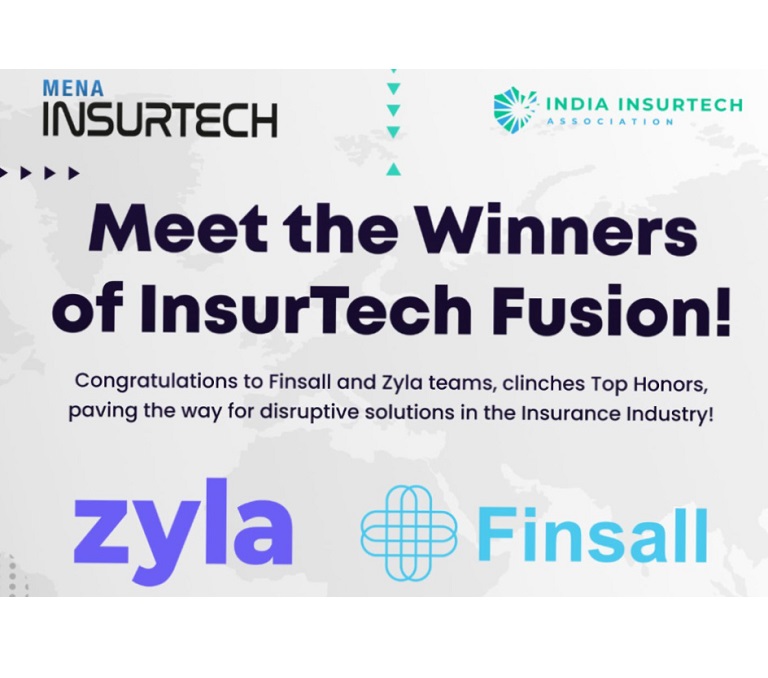 MENA
INSURTECH
INDIA INSURTECH
ASSOCIATION
Meet the Winners
of InsurTech Fusion!
Congratulations to Finsall and Zyla teams, clinches Top Honors,
paving the way for disruptive solutions in the Insurance Industry!
zyla
Finsall